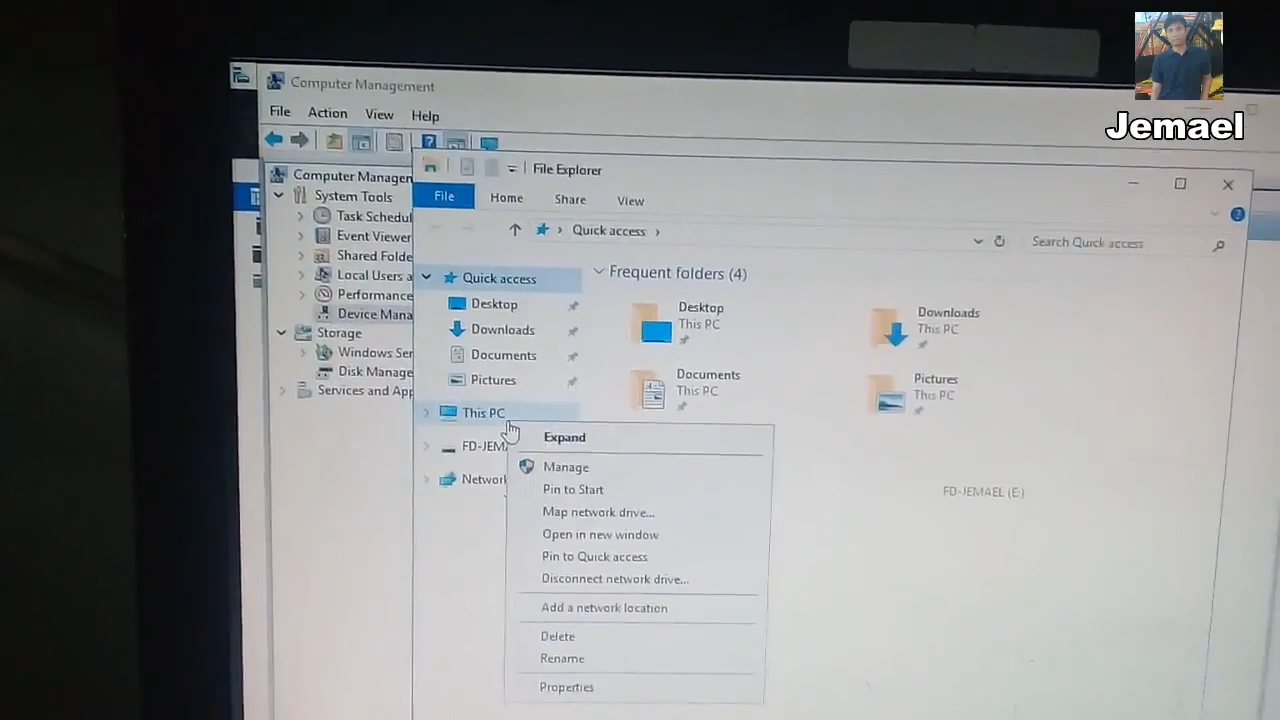 Jemael
Computer Management
File Action View Help
Computer Managem
System Tools
Task Schedu
Event Viewer
Shared Folde
Local Users a
Performance
Device Mana
Storage
Windows Ser
Disk Manage
Services and App
File Explorer
File Home Share View
Quick access
Search Quick access
Quick access
Desktop
Downloads
Documents
Pictures
This PC
FD-JEMA
Network
Frequent folders (4)
Desktop
This PC
Downloads
This PC
Documents
This PC
Pictures
This PC
FD-JEMAEL (E:)
Expand
Manage
Pin to Start
Map network drive...
Open in new window
Pin to Quick access
Disconnect network drive...
Add a network location
Delete
Rename
Properties